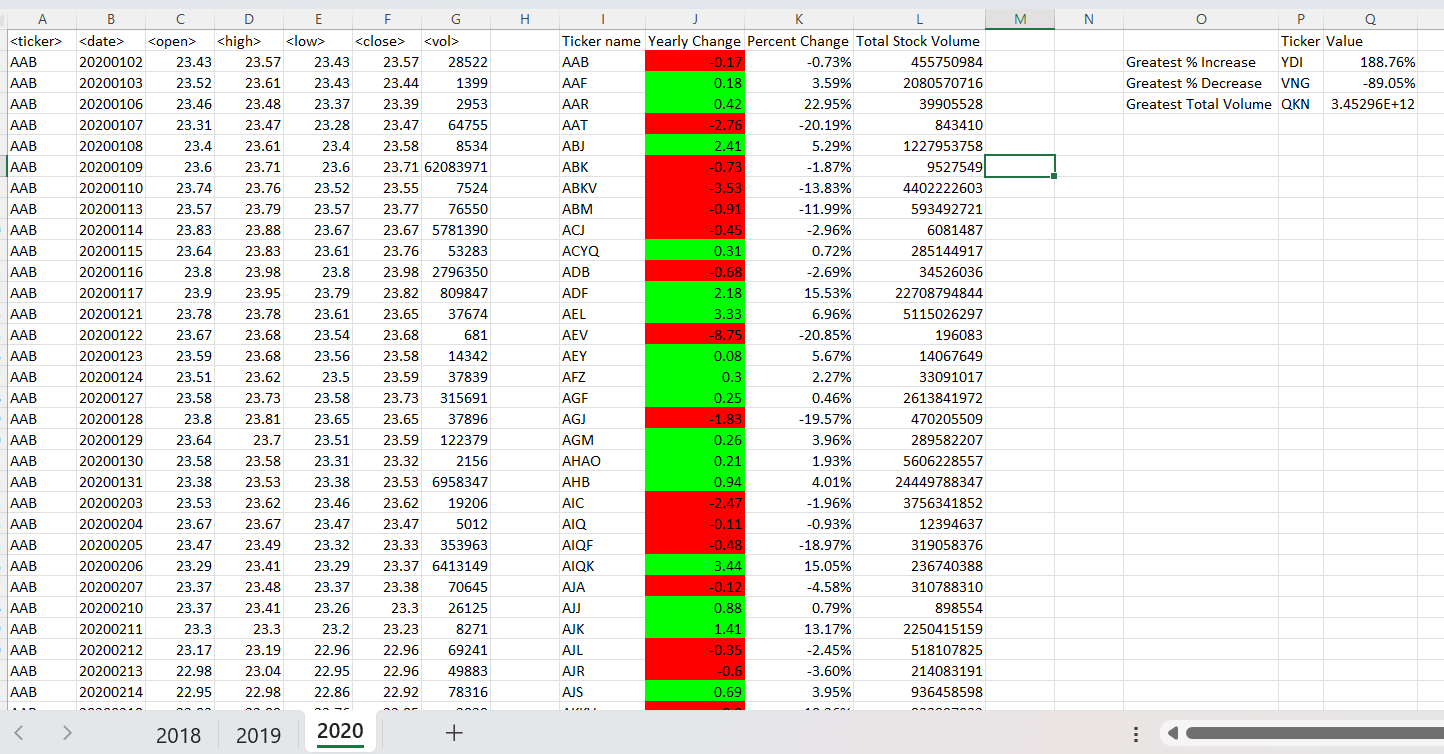 A B C D E F G H I J K L M N O P Q
<ticker> <date> <open> <high> <low> <close> <vol> Ticker name Yearly Change Percent Change Total Stock Volume Ticker Value
AAB 20200102 23.43 23.57 23.43 23.57 28522 AAB -0.17 -0.73% 455750984 Greatest % Increase YDI 188.76%
AAB 20200103 23.52 23.61 23.43 23.44 1399 AAF 0.18 3.59% 2080570716 Greatest % Decrease VNG -89.05%
AAB 20200106 23.46 23.48 23.37 23.39 2953 AAR 0.42 22.95% 39905528 Greatest Total Volume QKN 3.45296E+12
AAB 20200107 23.31 23.47 23.28 23.47 64755 AAT -2.76 -20.19% 843410
AAB 20200108 23.4 23.61 23.4 23.58 8534 ABJ 2.41 5.29% 1227953758
AAB 20200109 23.6 23.71 23.6 23.71 62083971 ABK -0.73 -1.87% 9527549
AAB 20200110 23.74 23.76 23.52 23.55 7524 ABKV -3.53 -13.83% 4402222603
AAB 20200113 23.57 23.79 23.57 23.77 76550 ABM -0.91 -11.99% 593492721
AAB 20200114 23.83 23.88 23.67 23.67 5781390 ACJ -0.45 -2.96% 6081487
AAB 20200115 23.64 23.83 23.61 23.76 53283 ACYQ 0.31 0.72% 285144917
AAB 20200116 23.8 23.98 23.8 23.98 2796350 ADB -0.68 -2.69% 34526036
AAB 20200117 23.9 23.95 23.79 23.82 809847 ADF 2.18 15.53% 22708794844
AAB 20200121 23.78 23.78 23.61 23.65 37674 AEL 3.33 6.96% 5115026297
AAB 20200122 23.67 23.68 23.54 23.68 681 AEV -8.75 -20.85% 196083
AAB 20200123 23.59 23.68 23.56 23.58 14342 AEY 0.08 5.67% 14067649
AAB 20200124 23.51 23.62 23.5 23.59 37839 AFZ 0.3 2.27% 33091017
AAB 20200127 23.58 23.73 23.58 23.73 315691 AGF 0.25 0.46% 2613841972
AAB 20200128 23.8 23.81 23.65 23.65 37896 AGJ -1.83 -19.57% 470205509
AAB 20200129 23.64 23.7 23.51 23.59 122379 AGM 0.26 3.96% 289582207
AAB 20200130 23.58 23.58 23.31 23.32 2156 AHAO 0.21 1.93% 5606228557
AAB 20200131 23.38 23.53 23.38 23.53 6958347 AHB 0.94 4.01% 24449788347
AAB 20200203 23.53 23.62 23.46 23.62 19206 AIC -2.47 -1.96% 3756341852
AAB 20200204 23.67 23.67 23.47 23.47 5012 AIQ -0.11 -0.93% 12394637
AAB 20200205 23.47 23.49 23.32 23.33 353963 AIQF -0.48 -18.97% 319058376
AAB 20200206 23.29 23.41 23.29 23.37 6413149 AIQK 3.44 15.05% 236740388
AAB 20200207 23.37 23.48 23.37 23.38 70645 AJA -0.12 -4.58% 310788310
AAB 20200210 23.37 23.41 23.26 23.3 26125 AJJ 0.88 0.79% 898554
AAB 20200211 23.3 23.3 23.2 23.23 8271 AJK 1.41 13.17% 2250415159
AAB 20200212 23.17 23.19 22.96 22.96 69241 AJL -0.35 -2.45% 518107825
AAB 20200213 22.98 23.04 22.95 22.96 49883 AJR -0.6 -3.60% 214083191
AAB 20200214 22.95 22.98 22.86 22.92 78316 AJS 0.69 3.95% 936458598
2018 2019 2020